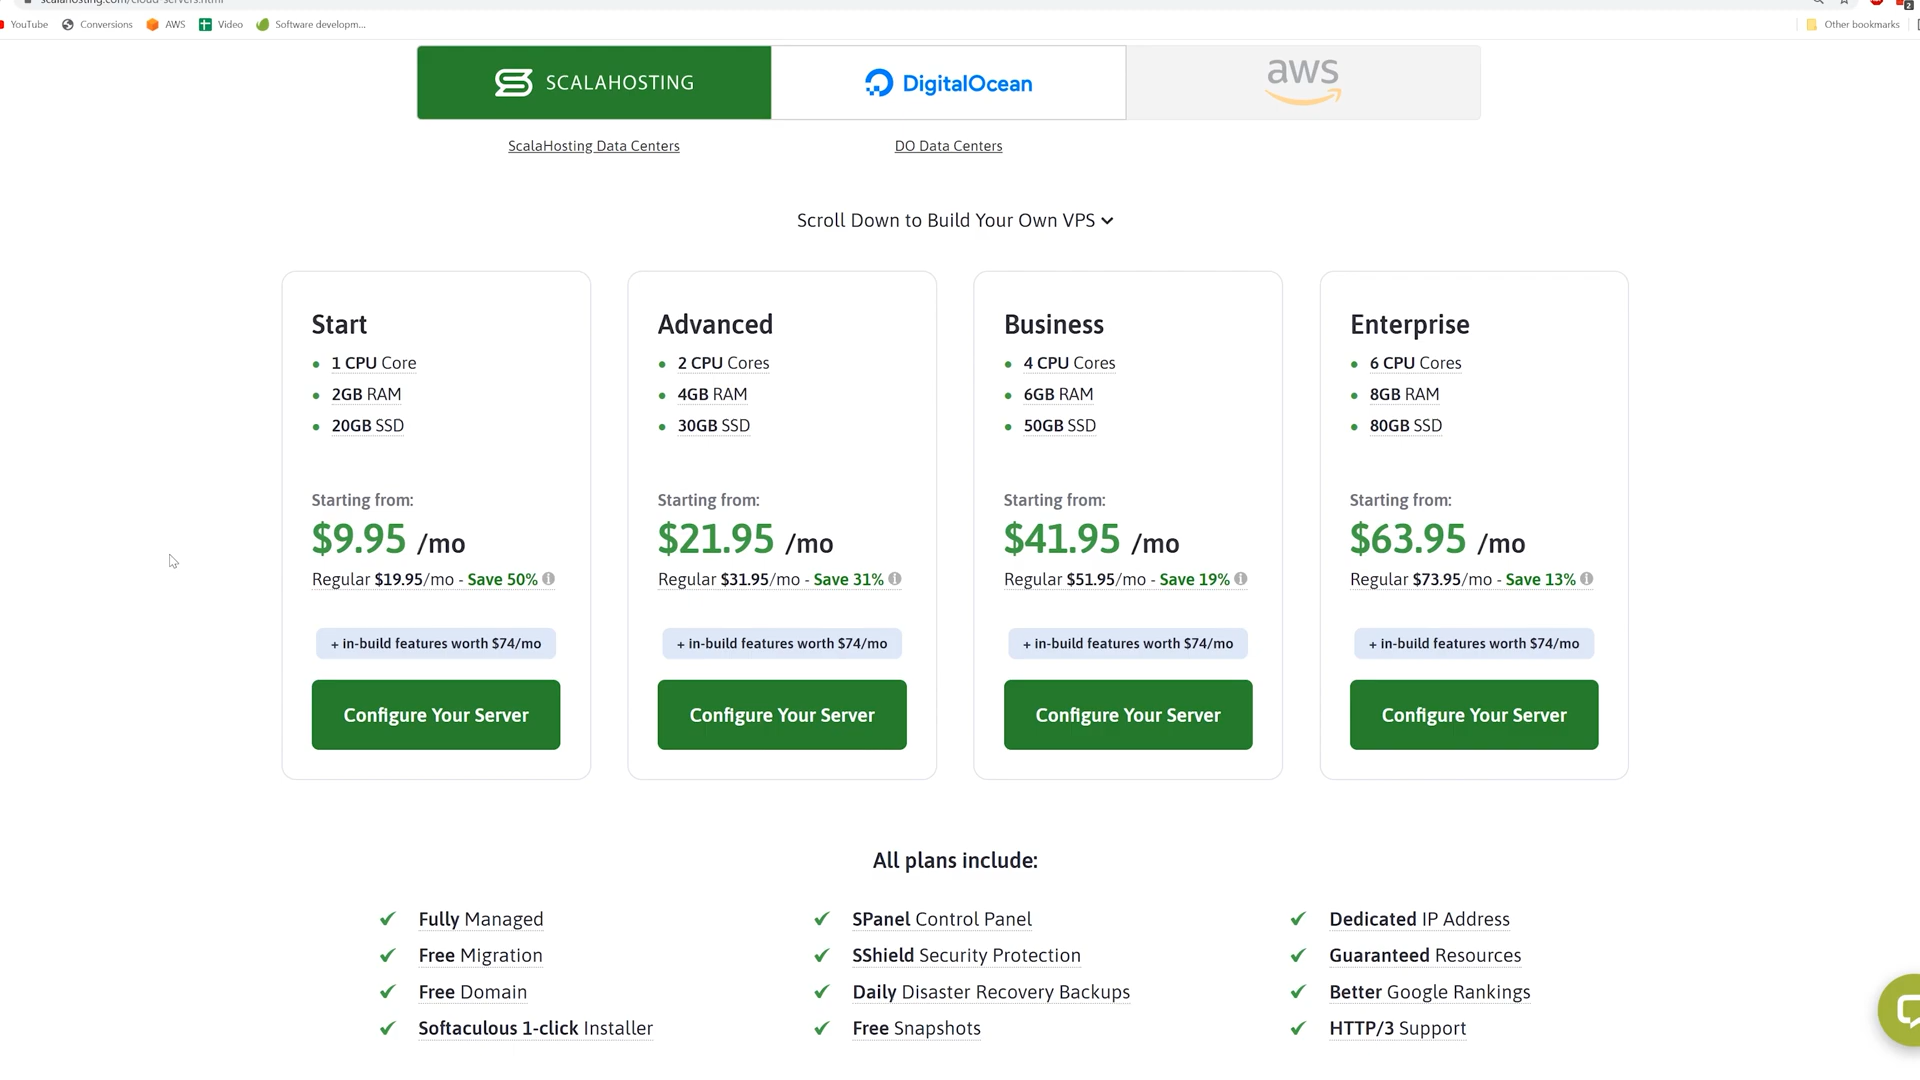 scalahosting.com/cloud-servers.html
2
YouTube Conversions AWS Video Software developm... Other bookmarks
SCALAHOSTING DigitalOcean aws
ScalaHosting Data Centers DO Data Centers
Scroll Down to Build Your Own VPS
Start
1 CPU Core
2GB RAM
20GB SSD
Starting from:
$9.95 /mo
Regular $19.95/mo - Save 50%
+ in-build features worth $74/mo
Configure Your Server
Advanced
2 CPU Cores
4GB RAM
30GB SSD
Starting from:
$21.95 /mo
Regular $31.95/mo - Save 31%
+ in-build features worth $74/mo
Configure Your Server
Business
4 CPU Cores
6GB RAM
50GB SSD
Starting from:
$41.95 /mo
Regular $51.95/mo - Save 19%
+ in-build features worth $74/mo
Configure Your Server
Enterprise
6 CPU Cores
8GB RAM
80GB SSD
Starting from:
$63.95 /mo
Regular $73.95/mo - Save 13%
+ in-build features worth $74/mo
Configure Your Server
All plans include:
Fully Managed
Free Migration
Free Domain
Softaculous 1-click Installer
SPanel Control Panel
SShield Security Protection
Daily Disaster Recovery Backups
Free Snapshots
Dedicated IP Address
Guaranteed Resources
Better Google Rankings
HTTP/3 Support